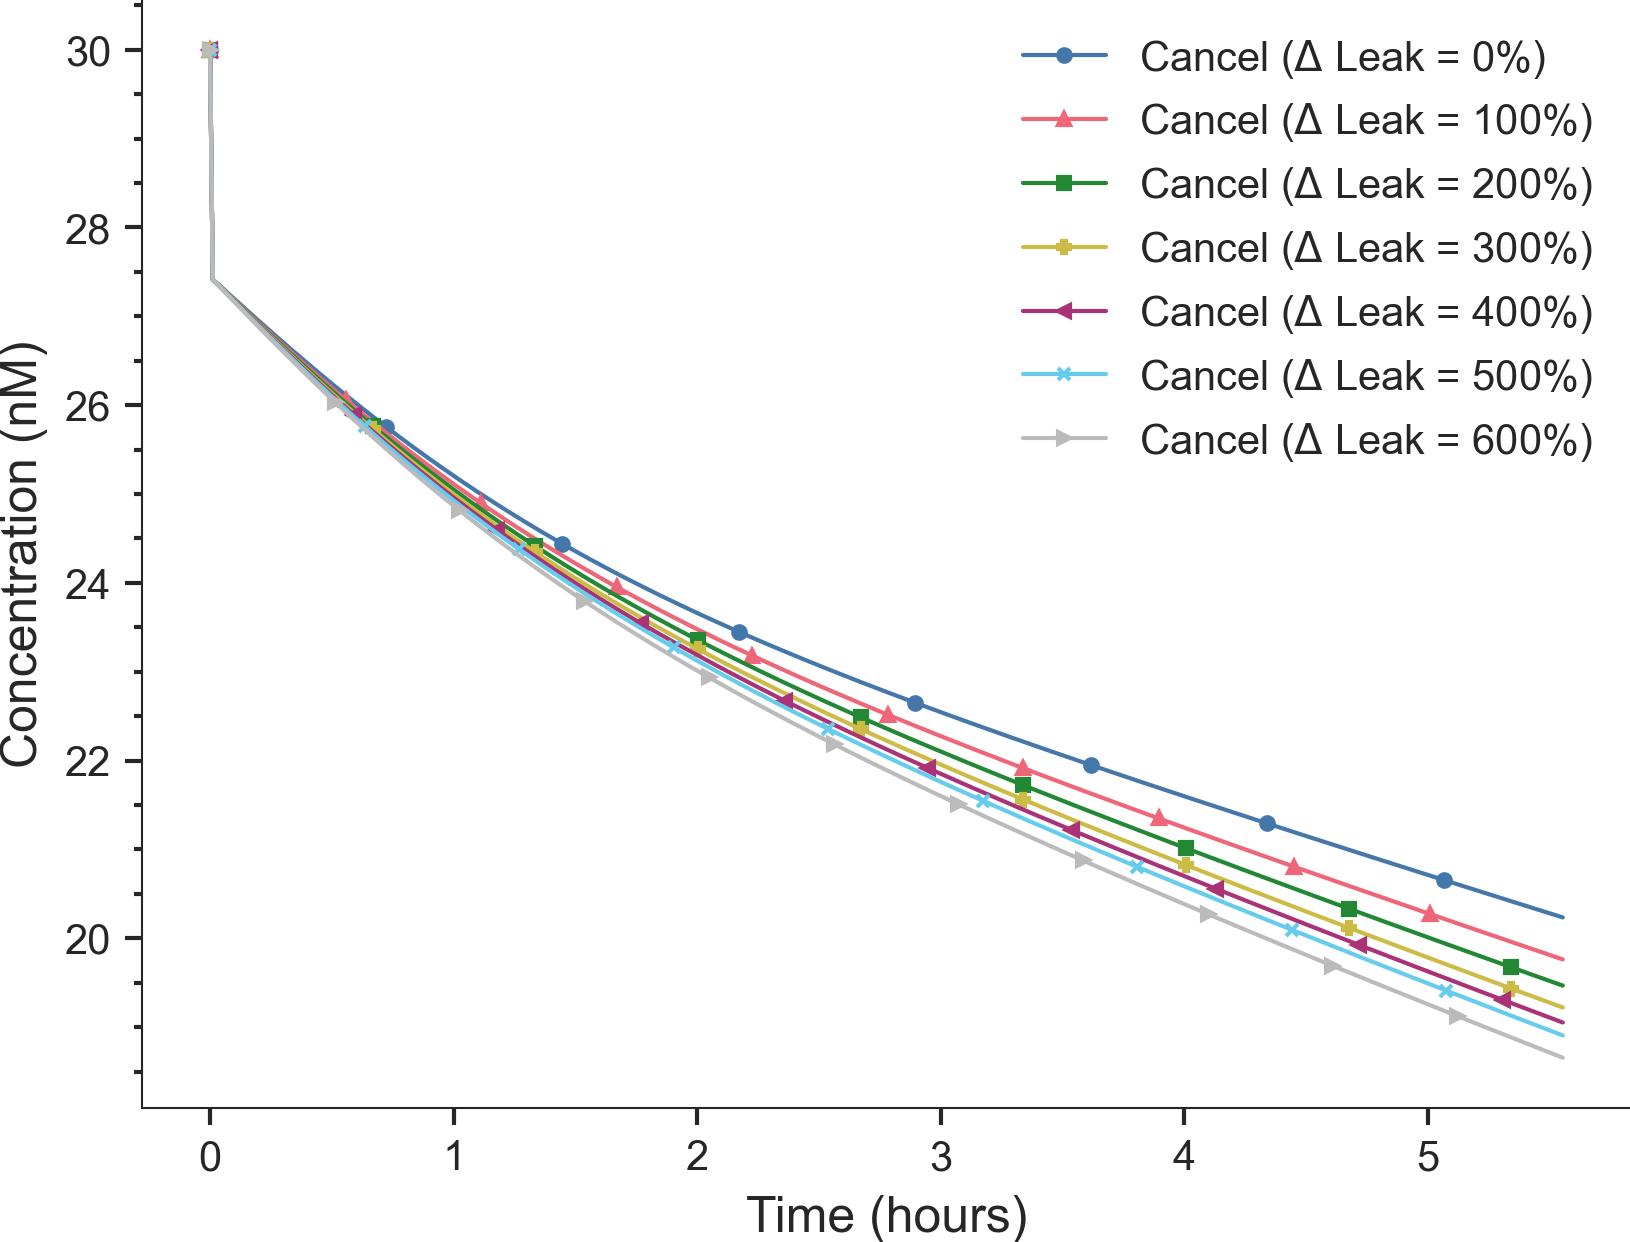 Concentration (nM)
30
28
26
24
22
20
Cancel (Δ Leak = 0%)
Cancel (Δ Leak = 100%)
Cancel (Δ Leak = 200%)
Cancel (Δ Leak = 300%)
Cancel (Δ Leak = 400%)
Cancel (Δ Leak = 500%)
Cancel (Δ Leak = 600%)
0 1 2 3 4 5
Time (hours)